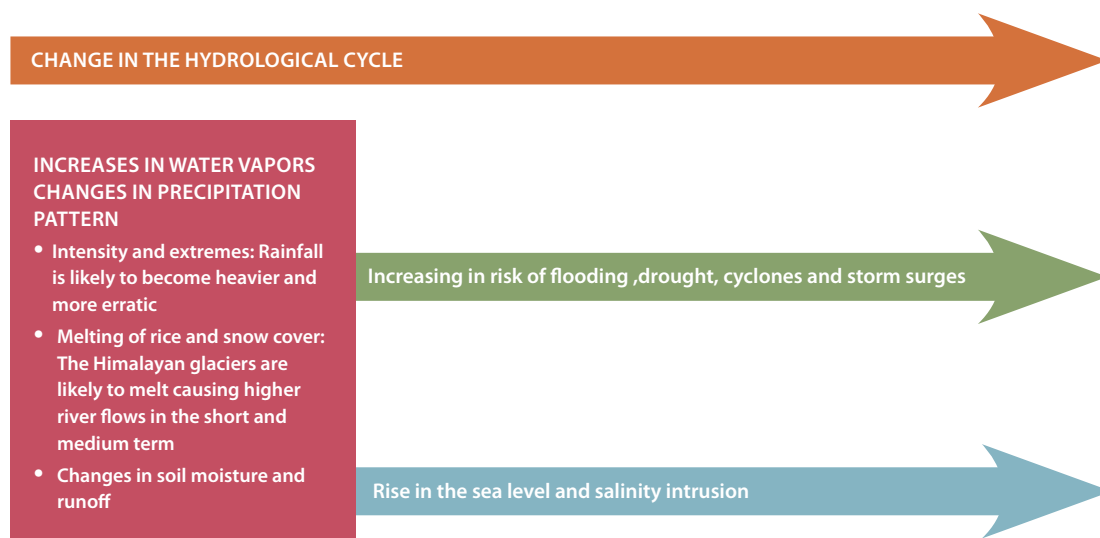 CHANGE IN THE HYDROLOGICAL CYCLE
INCREASES IN WATER VAPORS
CHANGES IN PRECIPITATION
PATTERN
• Intensity and extremes: Rainfall
is likely to become heavier and
more erratic
• Melting of rice and snow cover:
The Himalayan glaciers are
likely to melt causing higher
river flows in the short and
medium term
• Changes in soil moisture and
runoff
Increasing in risk of flooding ,drought, cyclones and storm surges
Rise in the sea level and salinity intrusion